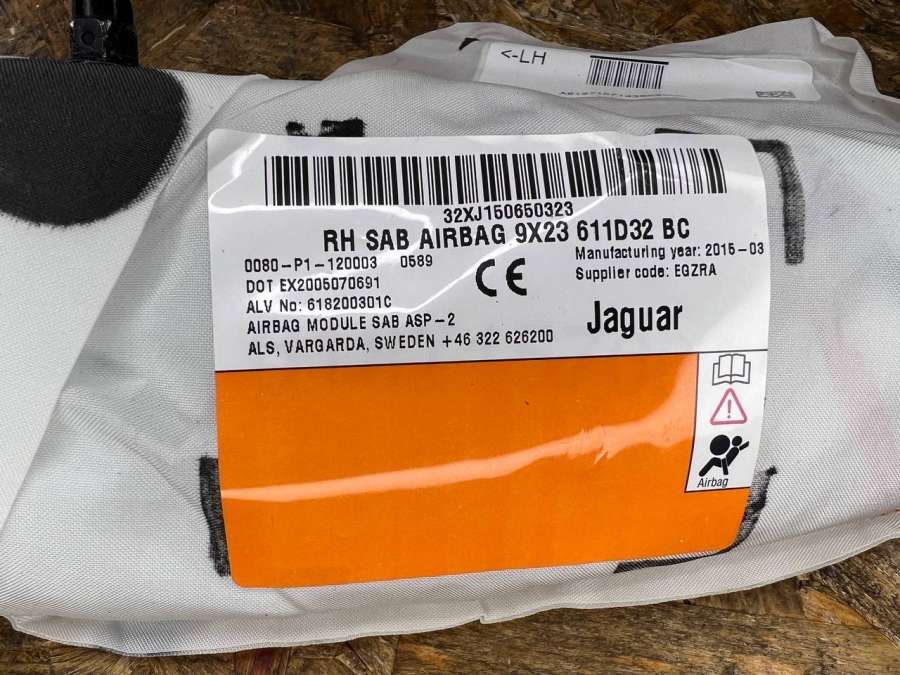 <-LH
32XJ150650323
RH SAB AIRBAG 9X23 611D32 BC
0080-P1-120003 0589
Manufacturing year: 2015-03
DOT EX2005070691
Supplier code: EGZRA
ALV No: 618200301C
AIRBAG MODULE SAB ASP-2
Jaguar
ALS, VARGARDA, SWEDEN +46 322 626200
CE
Airbag